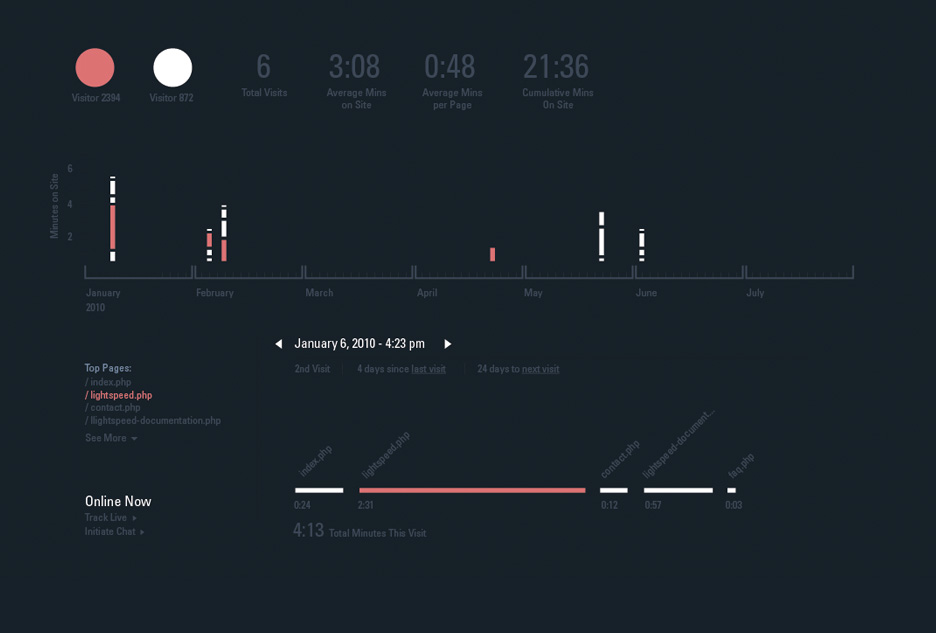 Visitor 2394
Visitor 872
6
Total Visits
3:08
Average Mins
on Site
0:48
Average Mins
per Page
21:36
Cumulative Mins
On Site
Minutes on Site
6
4
2
January
2010
February
March
April
May
June
July
January 6, 2010 - 4:23 pm
2nd Visit
4 days since last visit
24 days to next visit
Top Pages:
/ index.php
/ lightspeed.php
/ contact.php
/ llightspeed-documentation.php
See More
index.php
lightspeed.php
contact.php
lightspeed-document...
faq.php
0:24
2:31
0:12
0:57
0:03
4:13 Total Minutes This Visit
Online Now
Track Live
Initiate Chat